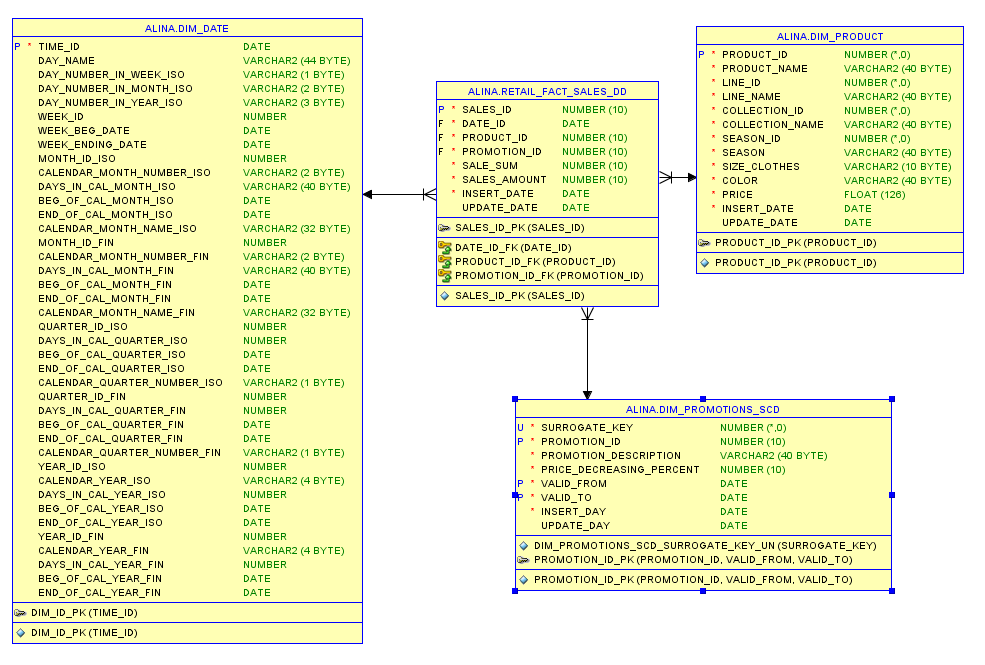 ALINA.DIM_DATE
P * TIME_ID DATE
DAY_NAME VARCHAR2 (44 BYTE)
DAY_NUMBER_IN_WEEK_ISO VARCHAR2 (1 BYTE)
DAY_NUMBER_IN_MONTH_ISO VARCHAR2 (2 BYTE)
DAY_NUMBER_IN_YEAR_ISO VARCHAR2 (3 BYTE)
WEEK_ID NUMBER
WEEK_BEG_DATE DATE
WEEK_ENDING_DATE DATE
MONTH_ID_ISO NUMBER
CALENDAR_MONTH_NUMBER_ISO VARCHAR2 (2 BYTE)
DAYS_IN_CAL_MONTH_ISO VARCHAR2 (40 BYTE)
BEG_OF_CAL_MONTH_ISO DATE
END_OF_CAL_MONTH_ISO DATE
CALENDAR_MONTH_NAME_ISO VARCHAR2 (32 BYTE)
MONTH_ID_FIN NUMBER
CALENDAR_MONTH_NUMBER_FIN VARCHAR2 (2 BYTE)
DAYS_IN_CAL_MONTH_FIN VARCHAR2 (40 BYTE)
BEG_OF_CAL_MONTH_FIN DATE
END_OF_CAL_MONTH_FIN DATE
CALENDAR_MONTH_NAME_FIN VARCHAR2 (32 BYTE)
QUARTER_ID_ISO NUMBER
DAYS_IN_CAL_QUARTER_ISO NUMBER
BEG_OF_CAL_QUARTER_ISO DATE
END_OF_CAL_QUARTER_ISO DATE
CALENDAR_QUARTER_NUMBER_ISO VARCHAR2 (1 BYTE)
QUARTER_ID_FIN NUMBER
DAYS_IN_CAL_QUARTER_FIN NUMBER
BEG_OF_CAL_QUARTER_FIN DATE
END_OF_CAL_QUARTER_FIN DATE
CALENDAR_QUARTER_NUMBER_FIN VARCHAR2 (1 BYTE)
YEAR_ID_ISO NUMBER
CALENDAR_YEAR_ISO VARCHAR2 (4 BYTE)
DAYS_IN_CAL_YEAR_ISO NUMBER
BEG_OF_CAL_YEAR_ISO DATE
END_OF_CAL_YEAR_ISO DATE
YEAR_ID_FIN NUMBER
CALENDAR_YEAR_FIN VARCHAR2 (4 BYTE)
DAYS_IN_CAL_YEAR_FIN NUMBER
BEG_OF_CAL_YEAR_FIN DATE
END_OF_CAL_YEAR_FIN DATE
DIM_ID_PK (TIME_ID)
DIM_ID_PK (TIME_ID)
ALINA.RETAIL_FACT_SALES_DD
P * SALES_ID NUMBER (10)
F * DATE_ID DATE
F * PRODUCT_ID NUMBER (10)
F * PROMOTION_ID NUMBER (10)
* SALE_SUM NUMBER (10)
* SALES_AMOUNT NUMBER (10)
* INSERT_DATE DATE
UPDATE_DATE DATE
SALES_ID_PK (SALES_ID)
DATE_ID_FK (DATE_ID)
PRODUCT_ID_FK (PRODUCT_ID)
PROMOTION_ID_FK (PROMOTION_ID)
SALES_ID_PK (SALES_ID)
ALINA.DIM_PRODUCT
P * PRODUCT_ID NUMBER (*,0)
* PRODUCT_NAME VARCHAR2 (40 BYTE)
* LINE_ID NUMBER (*,0)
* LINE_NAME VARCHAR2 (40 BYTE)
* COLLECTION_ID NUMBER (*,0)
* COLLECTION_NAME VARCHAR2 (40 BYTE)
* SEASON_ID NUMBER (*,0)
* SEASON VARCHAR2 (40 BYTE)
* SIZE_CLOTHES VARCHAR2 (10 BYTE)
* COLOR VARCHAR2 (40 BYTE)
* PRICE FLOAT (126)
* INSERT_DATE DATE
UPDATE_DATE DATE
PRODUCT_ID_PK (PRODUCT_ID)
PRODUCT_ID_PK (PRODUCT_ID)
ALINA.DIM_PROMOTIONS_SCD
U * SURROGATE_KEY NUMBER (*,0)
P * PROMOTION_ID NUMBER (10)
* PROMOTION_DESCRIPTION VARCHAR2 (40 BYTE)
* PRICE_DECREASING_PERCENT NUMBER (10)
P * VALID_FROM DATE
P * VALID_TO DATE
* INSERT_DAY DATE
UPDATE_DAY DATE
DIM_PROMOTIONS_SCD_SURROGATE_KEY_UN (SURROGATE_KEY)
PROMOTION_ID_PK (PROMOTION_ID, VALID_FROM, VALID_TO)
PROMOTION_ID_PK (PROMOTION_ID, VALID_FROM, VALID_TO)